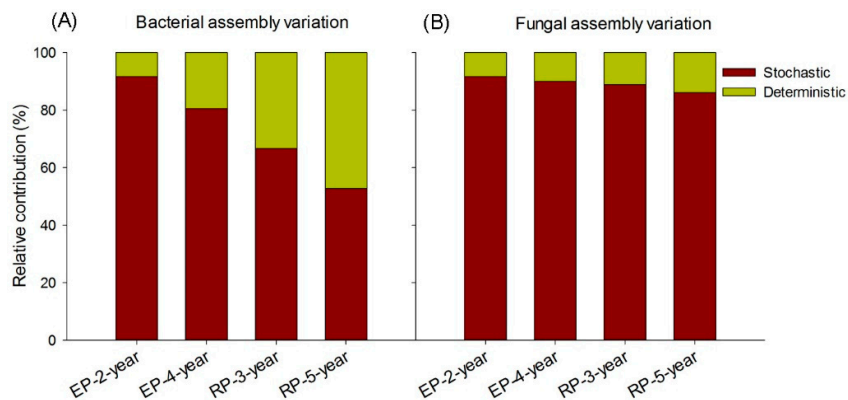 (A) Bacterial assembly variation
(B) Fungal assembly variation
Relative contribution (%)
100
80
60
40
20
0
Stochastic
Deterministic
EP-2-year
EP-4-year
RP-3-year
RP-5-year
EP-2-year
EP-4-year
RP-3-year
RP-5-year